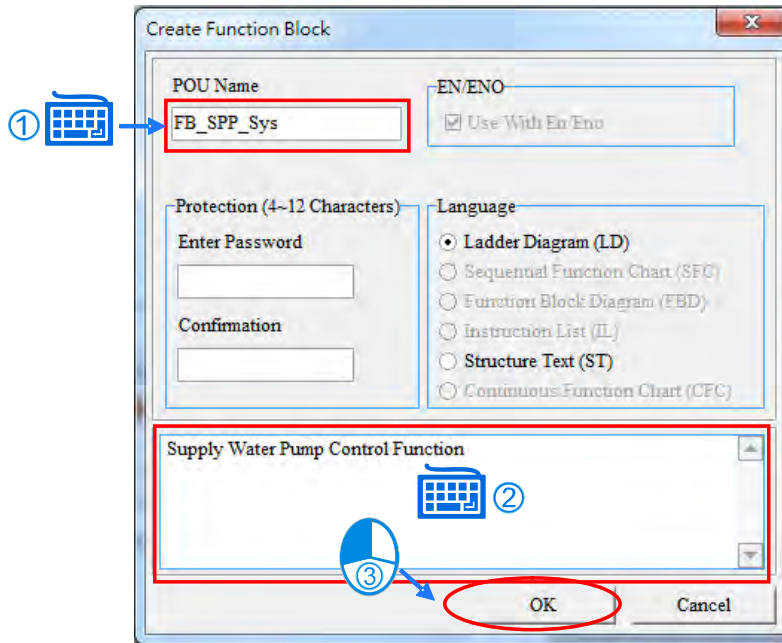 Create Function Block
POU Name
EN/ENO
① FB_SPP_Sys
Use With En/Eno
Protection (4~12 Characters)
Language
Enter Password
Ladder Diagram (LD)
Sequential Function Chart (SFC)
Function Block Diagram (FBD)
Confirmation
Instruction List (IL)
Structure Text (ST)
Continuous Function Chart (CFC)
Supply Water Pump Control Function
②
③
OK
Cancel